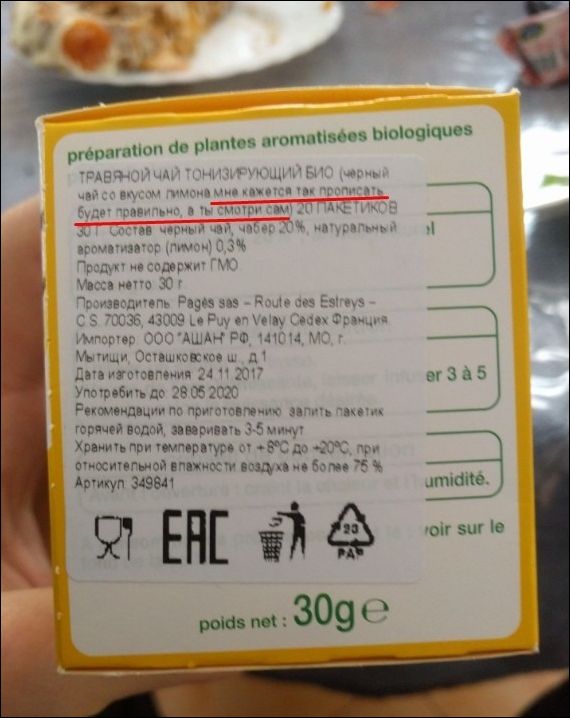 préparation de plantes aromatisées biologiques
ТРАВЯНОЙ ЧАЙ ТОНИЗИРУЮЩИЙ БИО (черный
чай со вкусом лимона мне кажется так прописать
будет правильно, а ты смотри сам) 20 ПАКЕТИКОВ
30 Г. Состав: черный чай, чабер 20%, натуральный
ароматизатор (лимон) 0,3%
Продукт не содержит ГМО.
Масса нетто: 30 г.
Производитель: Pagès sas – Route des Estreys –
C.S. 70036, 43009 Le Puy en Velay Cedex Франция.
Импортер: ООО "АШАН" РФ, 141014, МО, г.
Мытищи, Осташковское ш., д.1
Дата изготовления: 24.11.2017
Употребить до: 28.05.2020
Рекомендации по приготовлению: залить пакетик
горячей водой, заваривать 3-5 минут.
er 3 à 5
Хранить при температуре от +8ºС до +20ºС, при
относительной влажности воздуха не более 75 %
Артикул: 349841
umidité.
EAC
23
PAP
voir sur le
poids net : 30g e